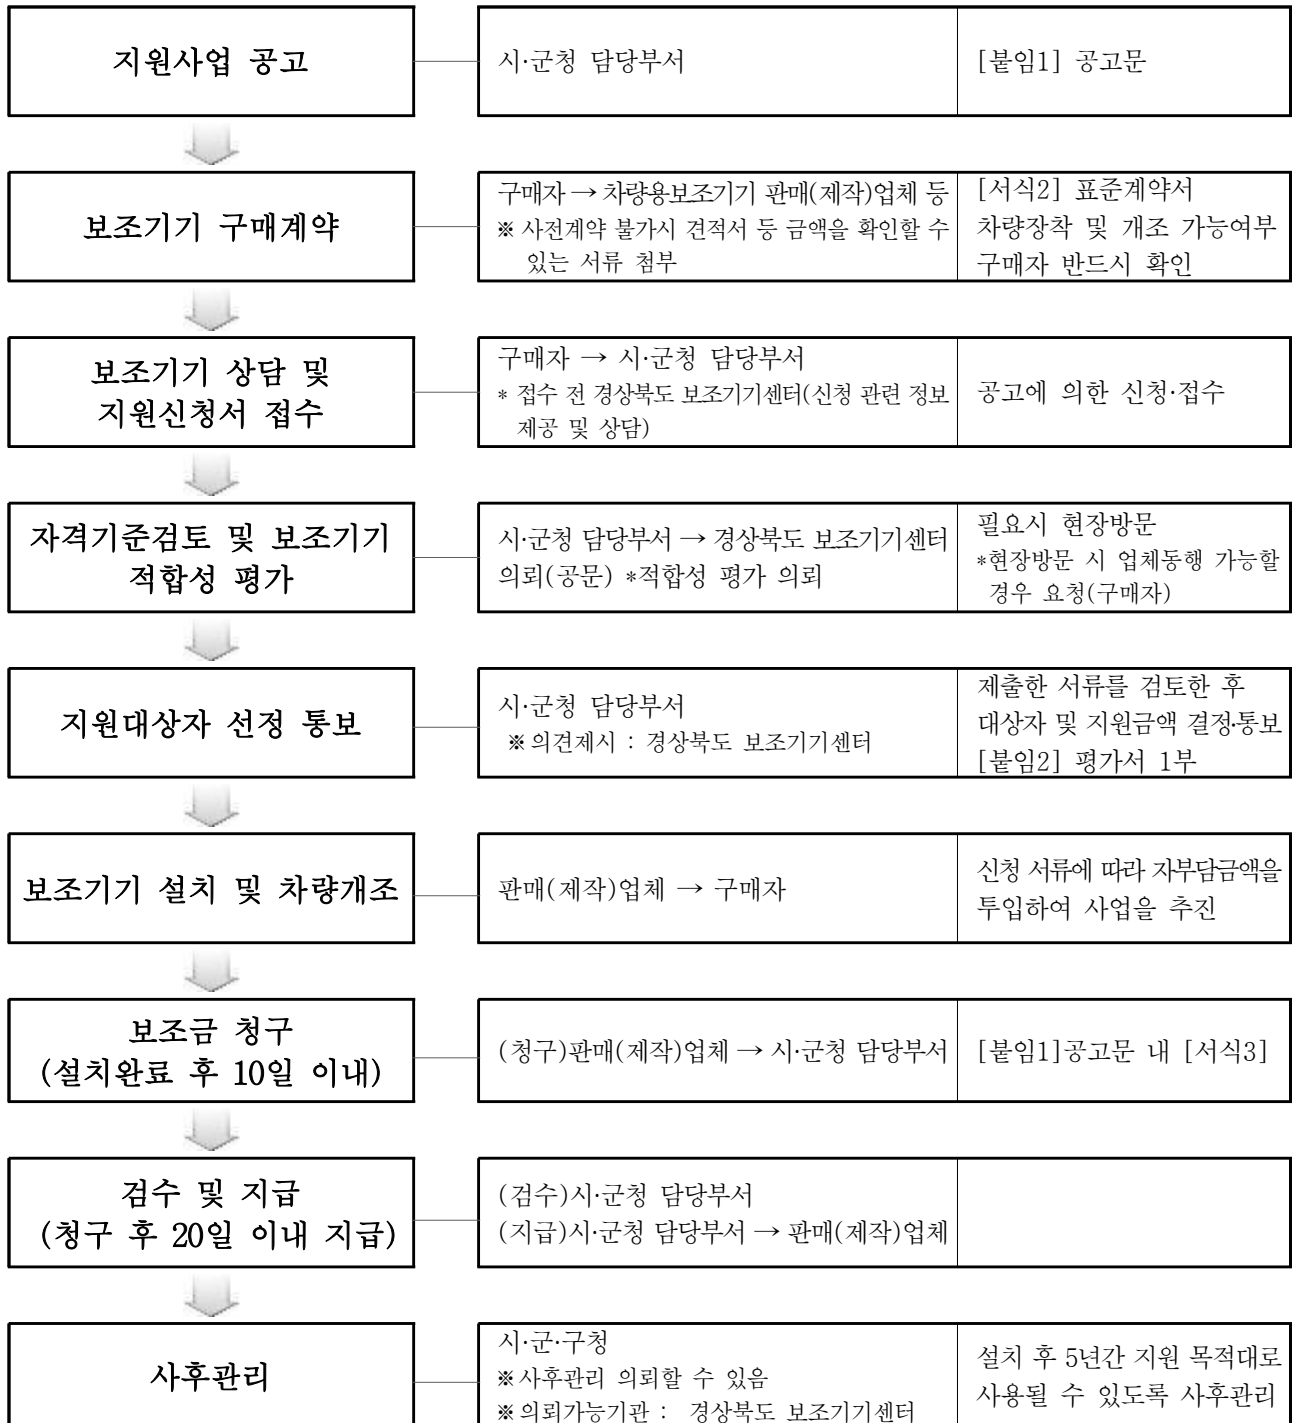 지원사업 공고
시·군청 담당부서
[붙임1] 공고문
보조기기 구매계약
구매자 → 차량용보조기기 판매(제작)업체 등
※ 사전계약 불가시 견적서 등 금액을 확인할 수
있는 서류 첨부
[서식2] 표준계약서
차량장착 및 개조 가능여부
구매자 반드시 확인
보조기기 상담 및
지원신청서 접수
구매자 → 시·군청 담당부서
* 접수 전 경상북도 보조기기센터(신청 관련 정보
제공 및 상담)
공고에 의한 신청·접수
자격기준검토 및 보조기기
적합성 평가
시·군청 담당부서 → 경상북도 보조기기센터
의뢰(공문) *적합성 평가 의뢰
필요시 현장방문
*현장방문 시 업체동행 가능할
경우 요청(구매자)
지원대상자 선정 통보
시·군청 담당부서
※ 의견제시 : 경상북도 보조기기센터
제출한 서류를 검토한 후
대상자 및 지원금액 결정·통보
[붙임2] 평가서 1부
보조기기 설치 및 차량개조
판매(제작)업체 → 구매자
신청 서류에 따라 자부담금액을
투입하여 사업을 추진
보조금 청구
(설치완료 후 10일 이내)
(청구)판매(제작)업체 → 시·군청 담당부서
[붙임1]공고문 내 [서식3]
검수 및 지급
(청구 후 20일 이내 지급)
(검수)시·군청 담당부서
(지급)시·군청 담당부서 → 판매(제작)업체
사후관리
시·군·구청
※ 사후관리 의뢰할 수 있음
※ 의뢰가능기관 : 경상북도 보조기기센터
설치 후 5년간 지원 목적대로
사용될 수 있도록 사후관리